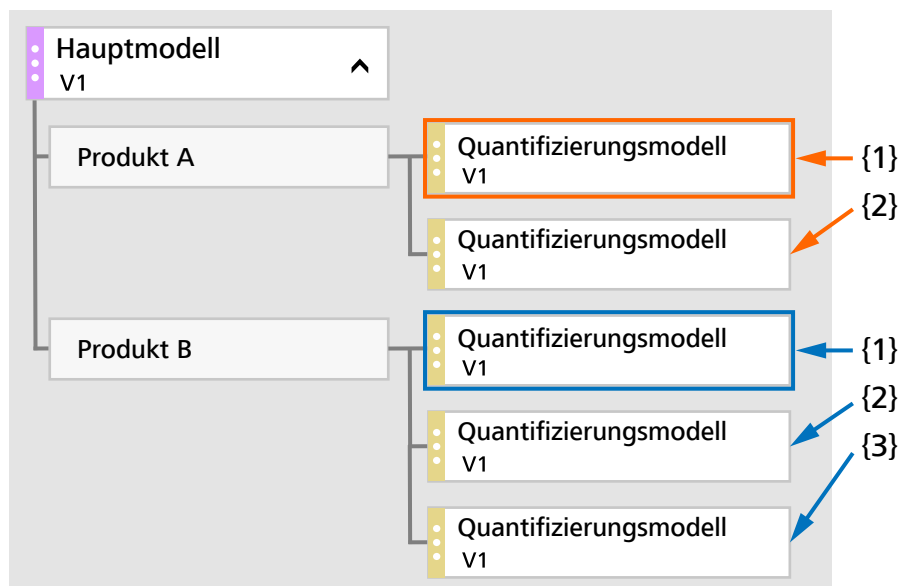 Hauptmodell
V1
Produkt A
Quantifizierungsmodell
V1
{1}
{2}
Quantifizierungsmodell
V1
Produkt B
Quantifizierungsmodell
V1
{1}
{2}
Quantifizierungsmodell
V1
{3}
Quantifizierungsmodell
V1